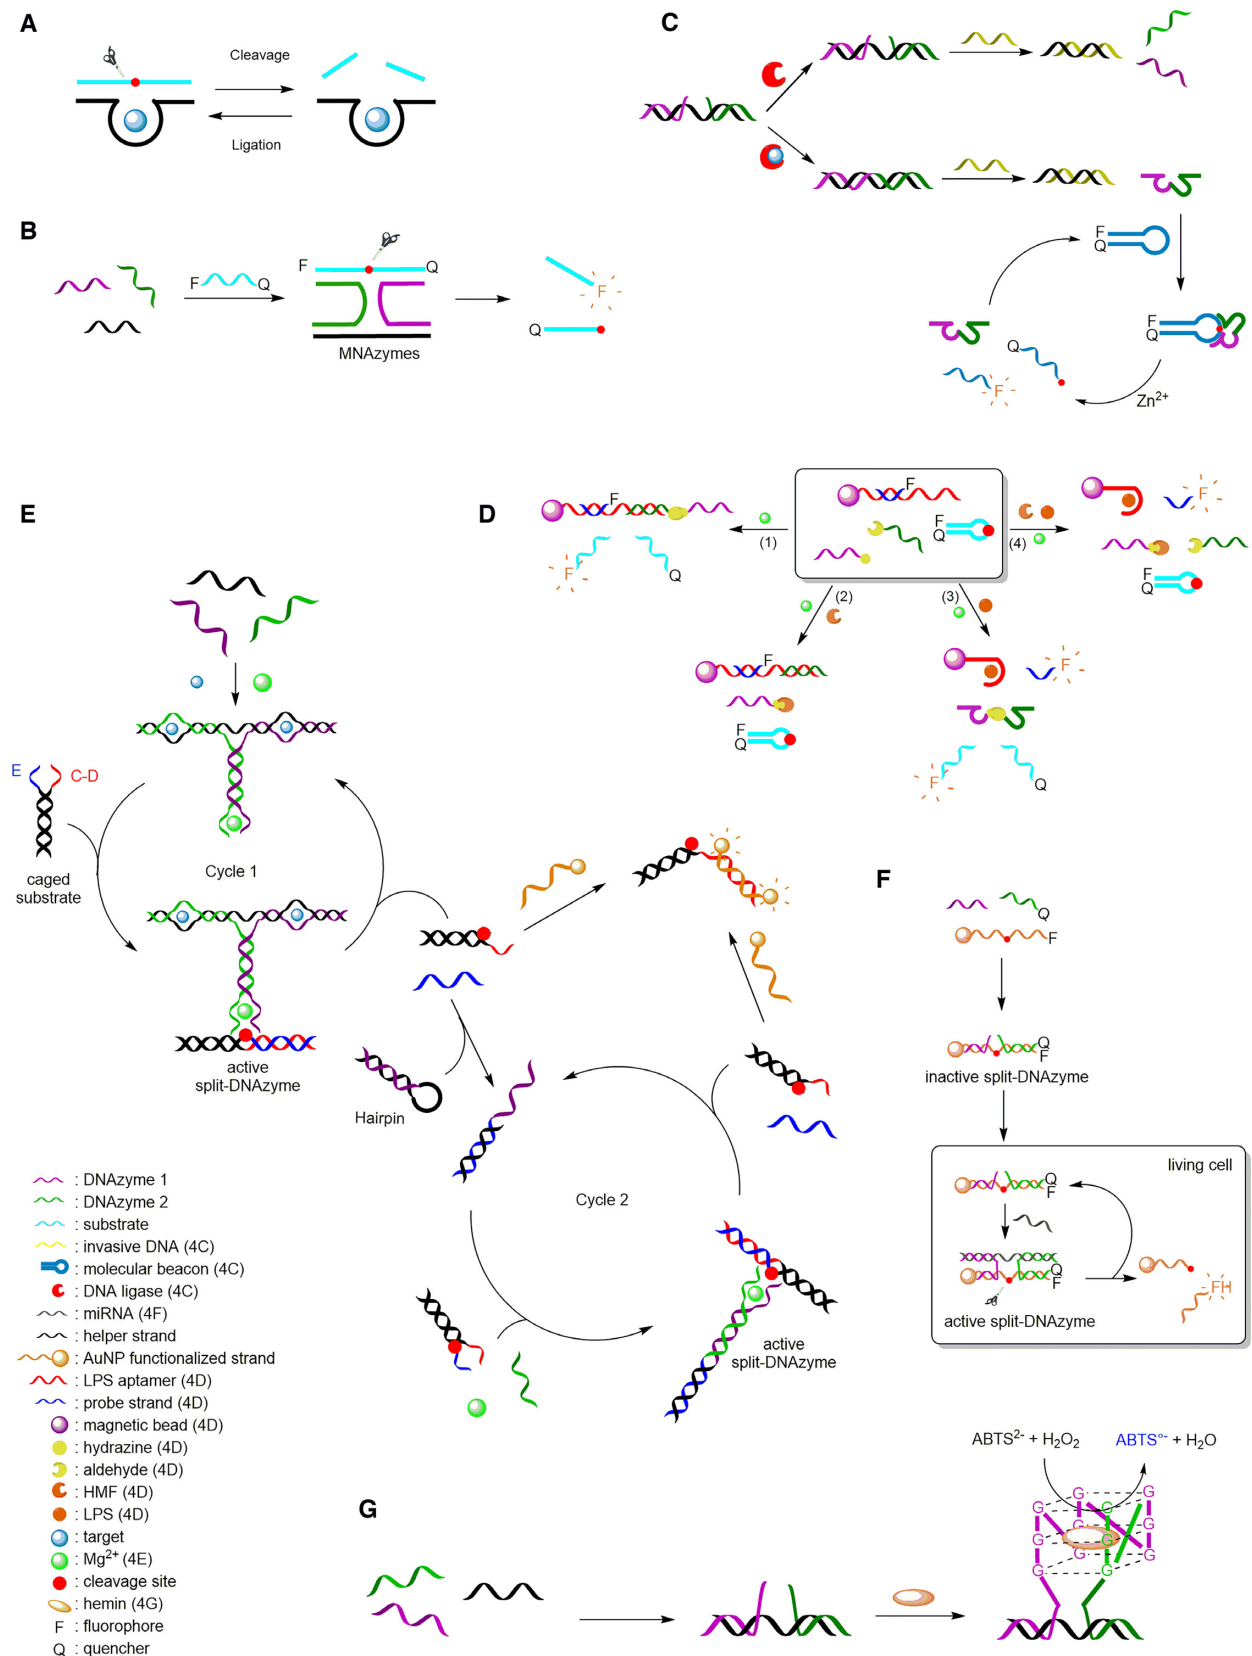 A
Cleavage
Ligation
B
F
Q
F
Q
F
Q
MNAzymes
C
F
Q
F
Q
Q
F
Zn²⁺
D
F
F
Q
(1)
F
F
Q
(4)
F
F
Q
(2)
(3)
F
F
Q
F
F
Q
E
E
C-D
caged
substrate
Cycle 1
active
split-DNAzyme
Hairpin
Cycle 2
active
split-DNAzyme
F
Q
F
Q
F
inactive split-DNAzyme
living cell
Q
F
Q
F
FH
active split-DNAzyme
: DNAzyme 1
: DNAzyme 2
: substrate
: invasive DNA (4C)
: molecular beacon (4C)
: DNA ligase (4C)
: miRNA (4F)
: helper strand
: AuNP functionalized strand
: LPS aptamer (4D)
: probe strand (4D)
: magnetic bead (4D)
: hydrazine (4D)
: aldehyde (4D)
: HMF (4D)
: LPS (4D)
: target
: Mg²⁺ (4E)
: cleavage site
: hemin (4G)
F : fluorophore
Q : quencher
G
ABTS²⁻ + H₂O₂
ABTS°⁻ + H₂O
G
G
G
G
G
G
G
G
G
G
G
G